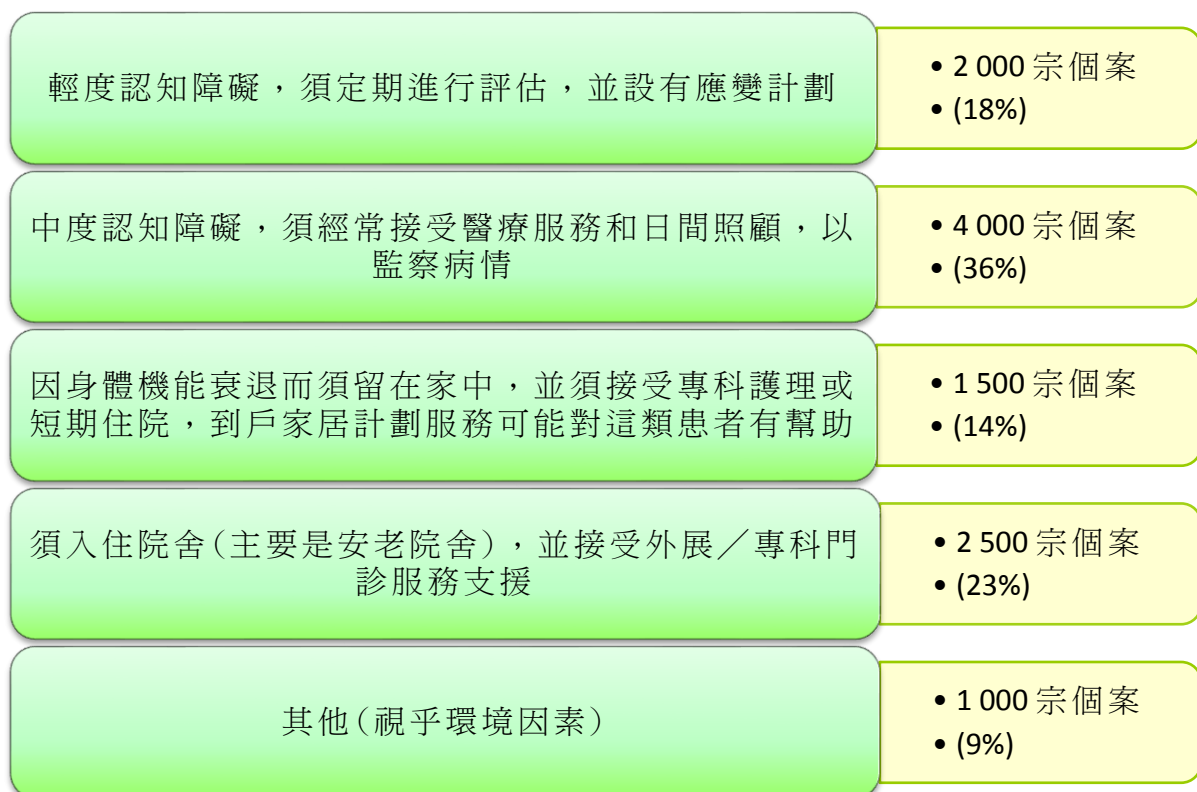 輕度認知障礙，須定期進行評估，並設有應變計劃
• 2 000 宗個案
• (18%)
中度認知障礙，須經常接受醫療服務和日間照顧，以
監察病情
• 4 000 宗個案
• (36%)
因身體機能衰退而須留在家中，並須接受專科護理或
短期住院，到戶家居計劃服務可能對這類患者有幫助
• 1 500 宗個案
• (14%)
須入住院舍(主要是安老院舍)，並接受外展／專科門
診服務支援
• 2 500 宗個案
• (23%)
其他(視乎環境因素)
• 1 000 宗個案
• (9%)